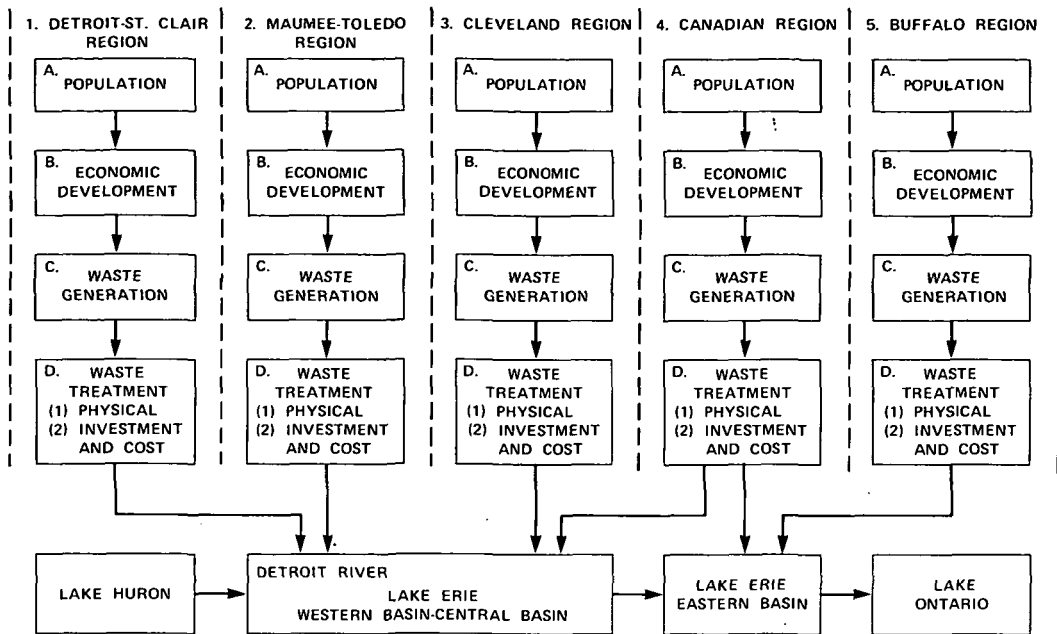 1. DETROIT-ST. CLAIR
REGION
2. MAUMEE-TOLEDO
REGION
3. CLEVELAND REGION
4. CANADIAN REGION
5. BUFFALO REGION
A.
POPULATION
A.
POPULATION
A.
POPULATION
A.
POPULATION
A.
POPULATION
B.
ECONOMIC
DEVELOPMENT
B.
ECONOMIC
DEVELOPMENT
B.
ECONOMIC
DEVELOPMENT
B.
ECONOMIC
DEVELOPMENT
B.
ECONOMIC
DEVELOPMENT
C.
WASTE
GENERATION
C.
WASTE
GENERATION
C.
WASTE
GENERATION
C.
WASTE
GENERATION
C.
WASTE
GENERATION
D. WASTE
TREATMENT
(1) PHYSICAL
(2) INVESTMENT
AND COST
D. WASTE
TREATMENT
(1) PHYSICAL
(2) INVESTMENT
AND COST
D. WASTE
TREATMENT
(1) PHYSICAL
(2) INVESTMENT
AND COST
D. WASTE
TREATMENT
(1) PHYSICAL
(2) INVESTMENT
AND COST
D. WASTE
TREATMENT
(1) PHYSICAL
(2) INVESTMENT
AND COST
LAKE HURON
DETROIT RIVER
LAKE ERIE
WESTERN BASIN-CENTRAL BASIN
LAKE ERIE
EASTERN BASIN
LAKE
ONTARIO